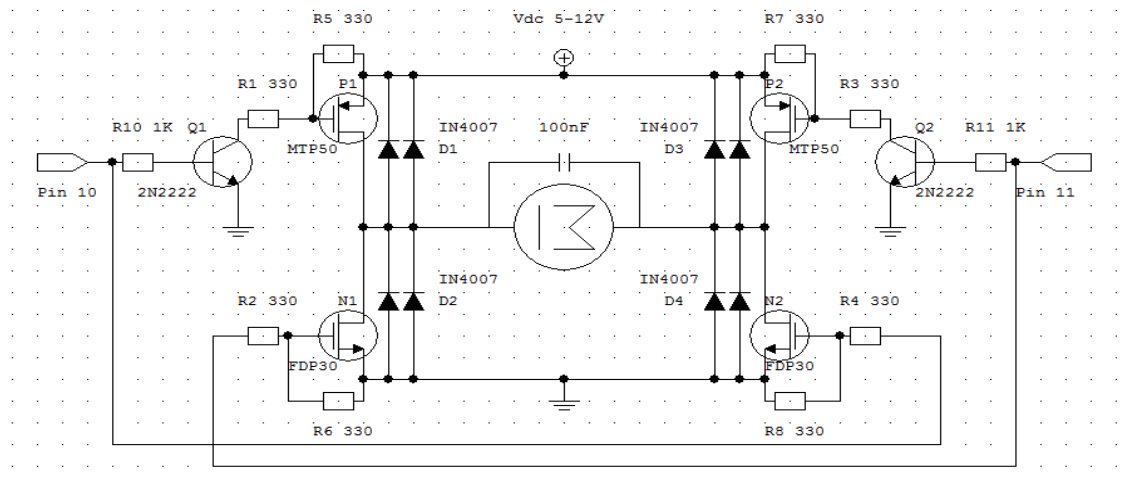 R5 330
Vdc 5-12V
R7 330
R1 330
P1
P2
R3 330
R10 1K
Q1
IN4007
100nF
IN4007
Q2
R11 1K
MTP50
D1
D3
MTP50
Pin 10
2N2222
2N2222
Pin 11
M
IN4007
IN4007
R2 330
N1
D2
D4
N2
R4 330
FDP30
FDP30
R6 330
R8 330